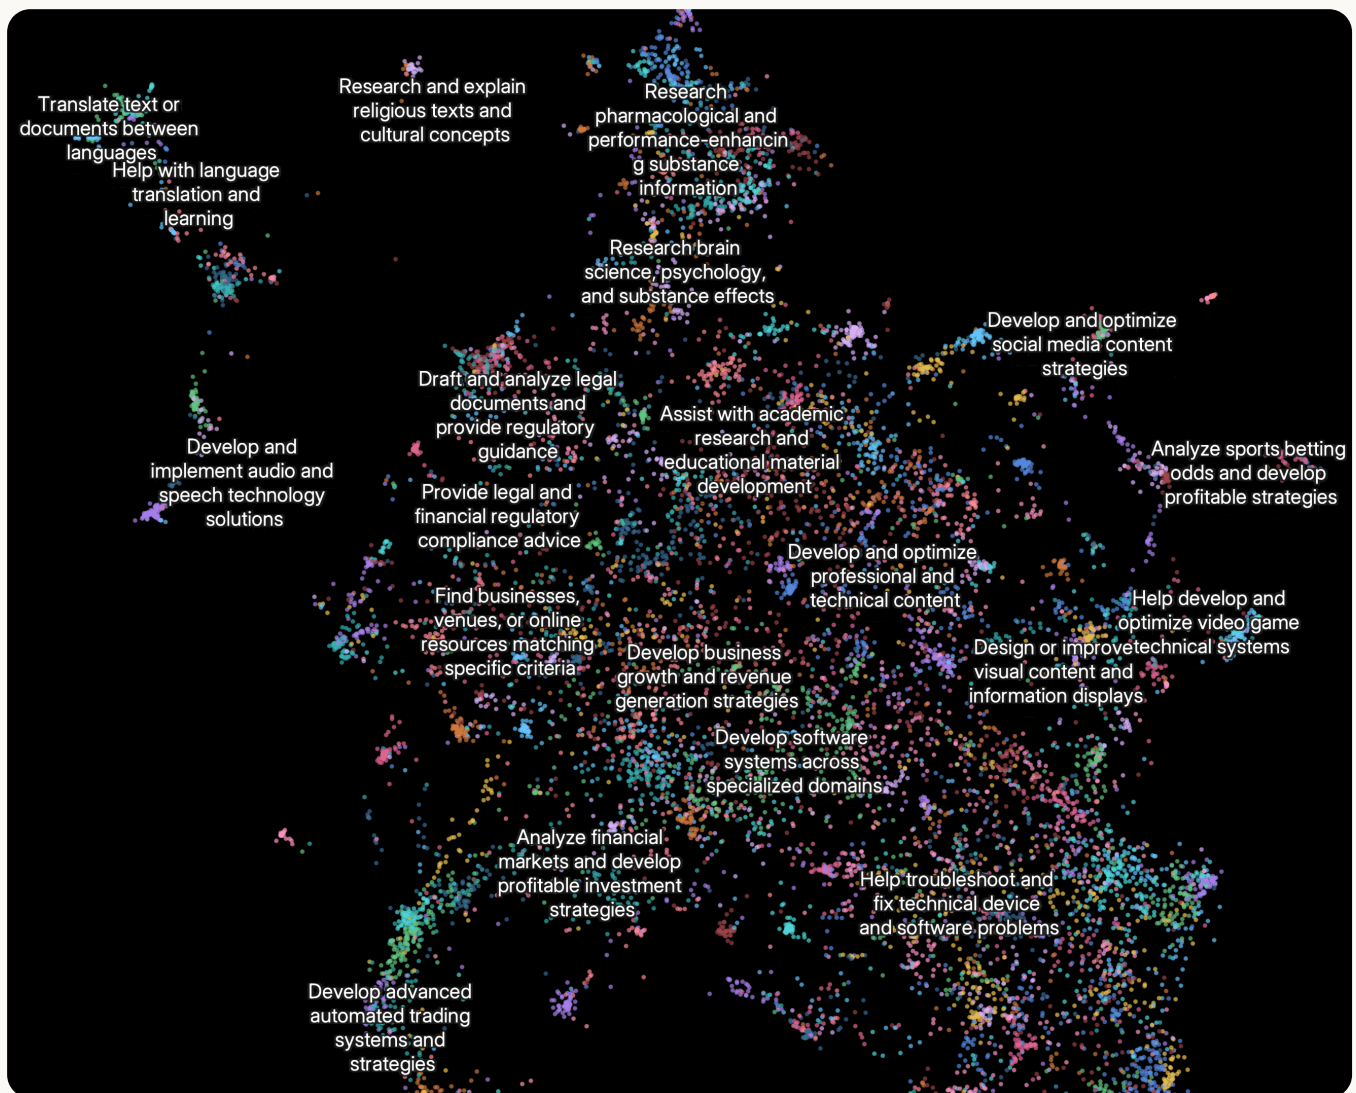 Translate text or
documents between
languages
Help with language
translation and
learning
Research and explain
religious texts and
cultural concepts
Research
pharmacological and
performance-enhancin
g substance
information
Research brain
science, psychology,
and substance effects
Develop and optimize
social media content
strategies
Draft and analyze legal
documents and
provide regulatory
guidance
Assist with academic
research and
educational material
development
Analyze sports betting
odds and develop
profitable strategies
Develop and
implement audio and
speech technology
solutions
Provide legal and
financial regulatory
compliance advice
Develop and optimize
professional and
technical content
Find businesses,
venues, or online
resources matching
specific criteria
Develop business
growth and revenue
generation strategies
Help develop and
optimize video game
technical systems
Design or improve
visual content and
information displays
Develop software
systems across
specialized domains
Analyze financial
markets and develop
profitable investment
strategies
Help troubleshoot and
fix technical device
and software problems
Develop advanced
automated trading
systems and
strategies